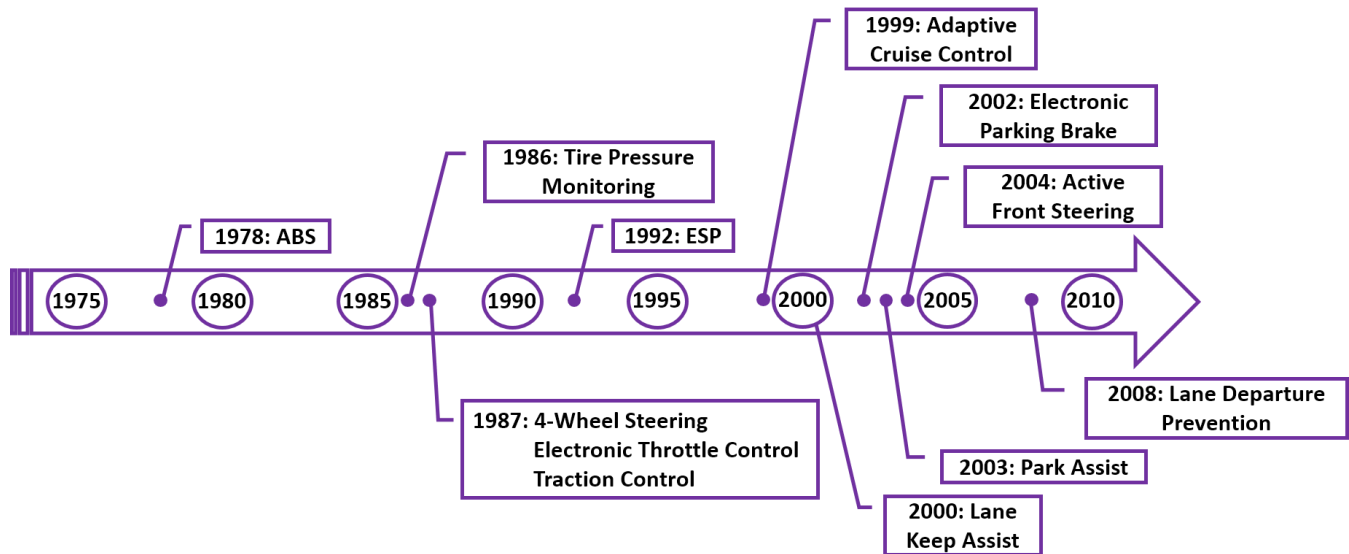 1999: Adaptive
Cruise Control
2002: Electronic
Parking Brake
1986: Tire Pressure
Monitoring
2004: Active
Front Steering
1978: ABS
1992: ESP
1975
1980
1985
1990
1995
2000
2005
2010
1987: 4-Wheel Steering
Electronic Throttle Control
Traction Control
2008: Lane Departure
Prevention
2003: Park Assist
2000: Lane
Keep Assist